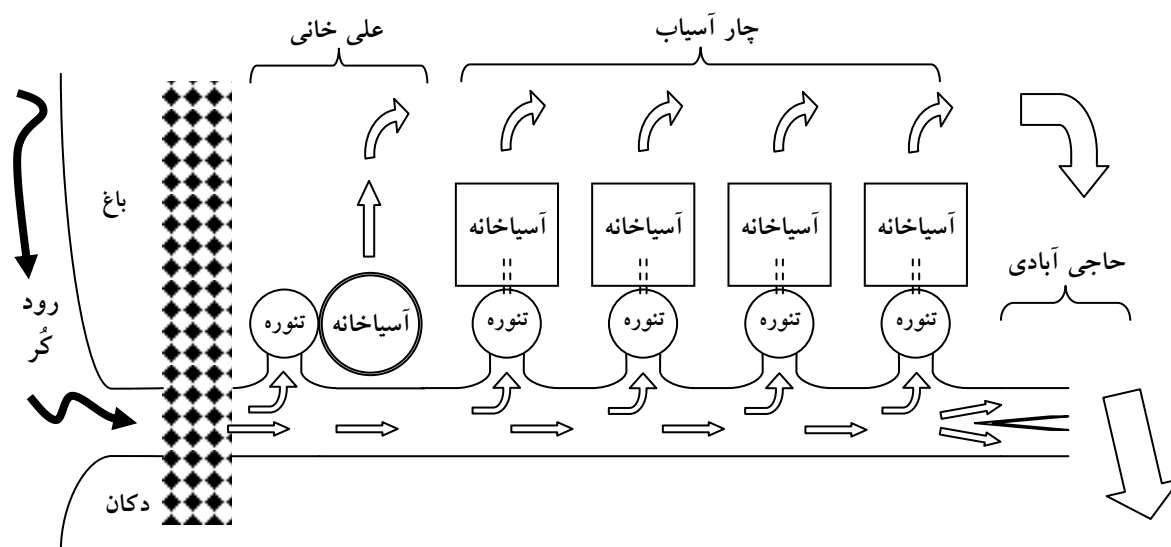 علی خانی
چار آسیاب
باغ
آسیاخانه
آسیاخانه
آسیاخانه
آسیاخانه
حاجی آبادی
رود
کُر
تنوره
آسیاخانه
تنوره
تنوره
تنوره
تنوره
دکان